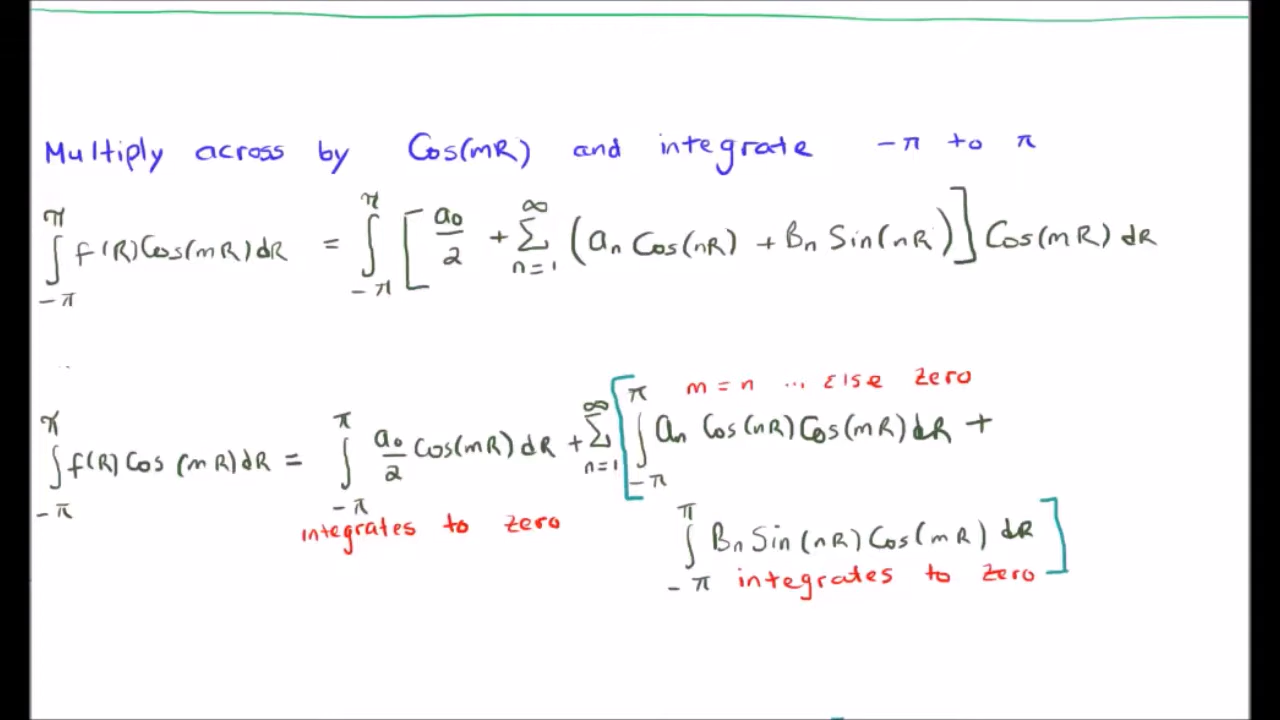 Multiply across by Cos(mR) and integrate -π to π
∫_{-π}^{π} f(R)Cos(mR)dR = ∫_{-π}^{π} [a₀/2 + ∑_{n=1}^{∞} (aₙ Cos(nR) + Bₙ Sin(nR))] Cos(mR) dR
m = n ... else zero
∫_{-π}^{π} f(R)Cos(mR)dR = ∫_{-π}^{π} a₀/2 Cos(mR)dR + ∑_{n=1}^{∞} [∫_{-π}^{π} aₙ Cos(nR)Cos(mR)dR +
integrates to zero
∫_{-π}^{π} Bₙ Sin(nR)Cos(mR)dR]
integrates to zero